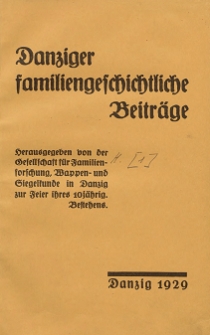 Danziger
familiengeschichtliche
Beiträge
Herausgegeben von der
Gesellschaft für Familien-
forschung, Wappen- und
Siegelkunde in Danzig
zur Feier ihres 10jährig.
Bestehens.
[1]
Danzig 1929